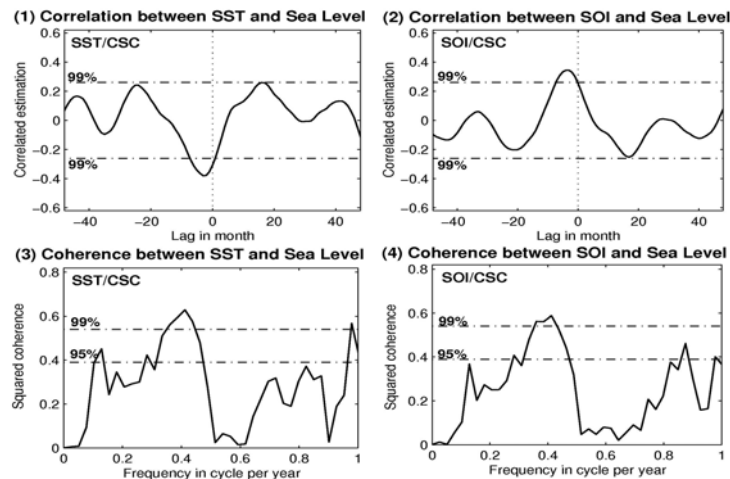 (1) Correlation between SST and Sea Level
0.6
0.4
0.2
0
−0.2
−0.4
−0.6
Correlated estimation
SST/CSC
99%
99%
−40 −20 0 20 40
Lag in month
(2) Correlation between SOI and Sea Level
0.6
0.4
0.2
0
−0.2
−0.4
−0.6
Correlated estimation
SOI/CSC
99%
99%
−40 −20 0 20 40
Lag in month
(3) Coherence between SST and Sea Level
0.8
0.6
0.4
0.2
0
Squared coherence
SST/CSC
99%
95%
0 0.2 0.4 0.6 0.8 1
Frequency in cycle per year
(4) Coherence between SOI and Sea Level
0.8
0.6
0.4
0.2
0
Squared coherence
SOI/CSC
99%
95%
0 0.2 0.4 0.6 0.8 1
Frequency in cycle per year